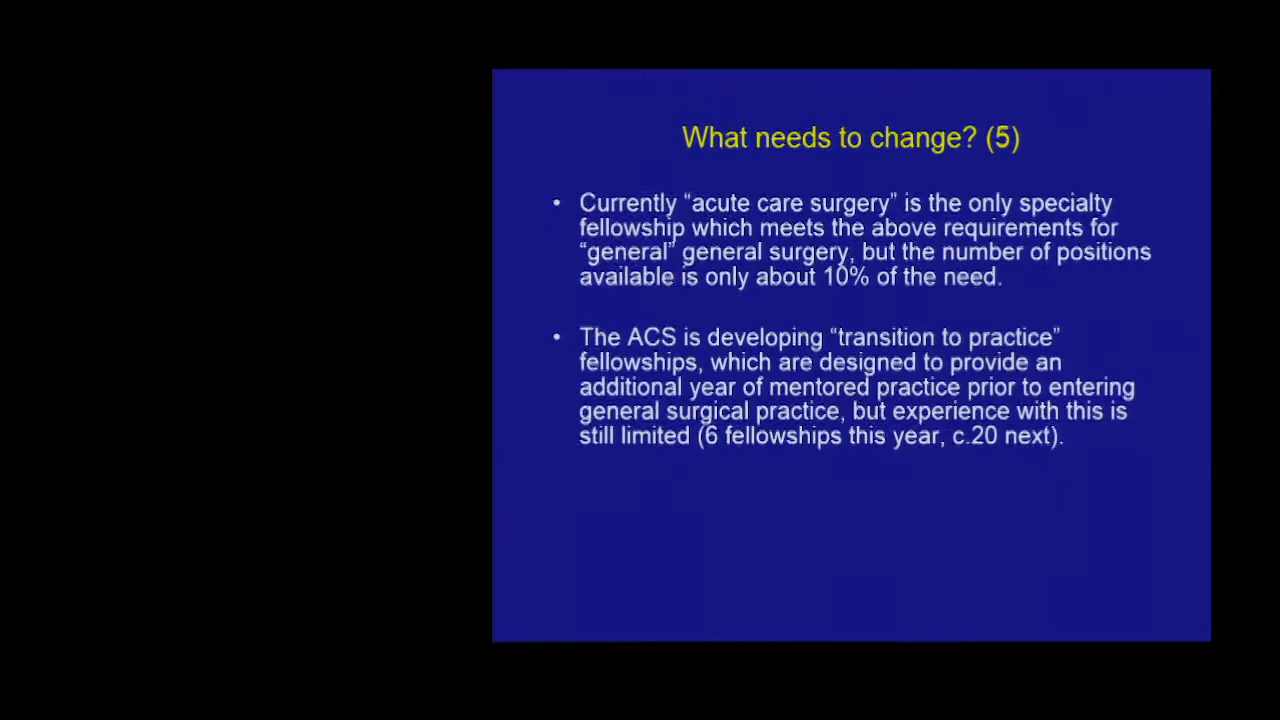 What needs to change? (5)
• Currently “acute care surgery” is the only specialty
fellowship which meets the above requirements for
“general” general surgery, but the number of positions
available is only about 10% of the need.
• The ACS is developing “transition to practice”
fellowships, which are designed to provide an
additional year of mentored practice prior to entering
general surgical practice, but experience with this is
still limited (6 fellowships this year, c.20 next).